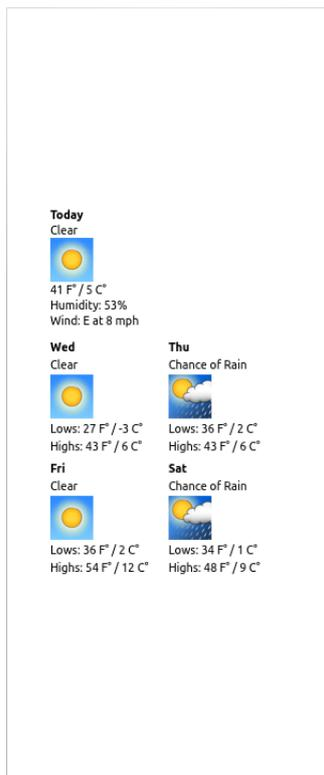 Today
Clear
41 F° / 5 C°
Humidity: 53%
Wind: E at 8 mph
Wed
Clear
Lows: 27 F° / -3 C°
Highs: 43 F° / 6 C°
Thu
Chance of Rain
Lows: 36 F° / 2 C°
Highs: 43 F° / 6 C°
Fri
Clear
Lows: 36 F° / 2 C°
Highs: 54 F° / 12 C°
Sat
Chance of Rain
Lows: 34 F° / 1 C°
Highs: 48 F° / 9 C°